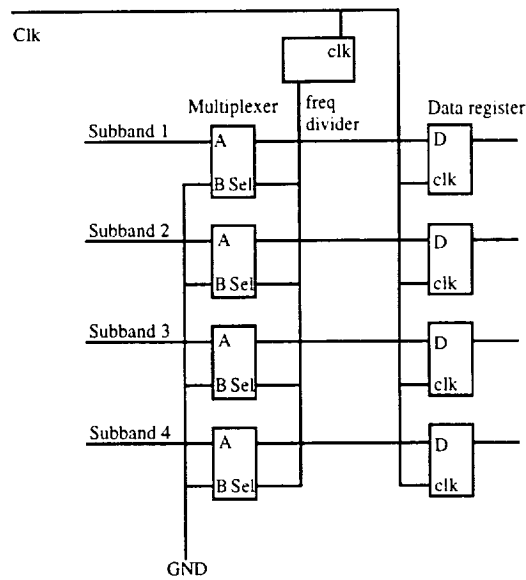 Clk
clk
Multiplexer
freq
divider
Data register
Subband 1
A
D
B Sel
clk
Subband 2
A
D
B Sel
clk
Subband 3
A
D
B Sel
clk
Subband 4
A
D
B Sel
clk
GND